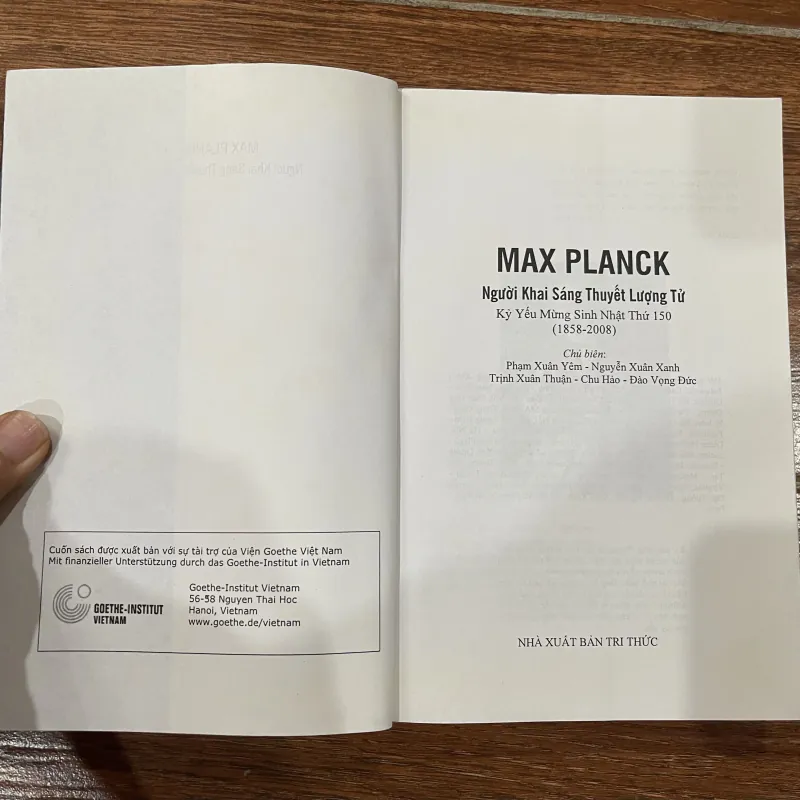 Cuốn sách được xuất bản với sự tài trợ của Viện Goethe Việt Nam
Mit finanzieller Unterstützung durch das Goethe-Institut in Vietnam
GOETHE-INSTITUT
VIETNAM
Goethe-Institut Vietnam
56-58 Nguyen Thai Hoc
Hanoi, Vietnam
www.goethe.de/vietnam
MAX PLANCK
Người Khai Sáng Thuyết Lượng Tử
Kỷ Yếu Mừng Sinh Nhật Thứ 150
(1858-2008)
Chủ biên:
Phạm Xuân Yêm - Nguyễn Xuân Xanh
Trịnh Xuân Thuận - Chu Hảo - Đào Vọng Đức
NHÀ XUẤT BẢN TRI THỨC